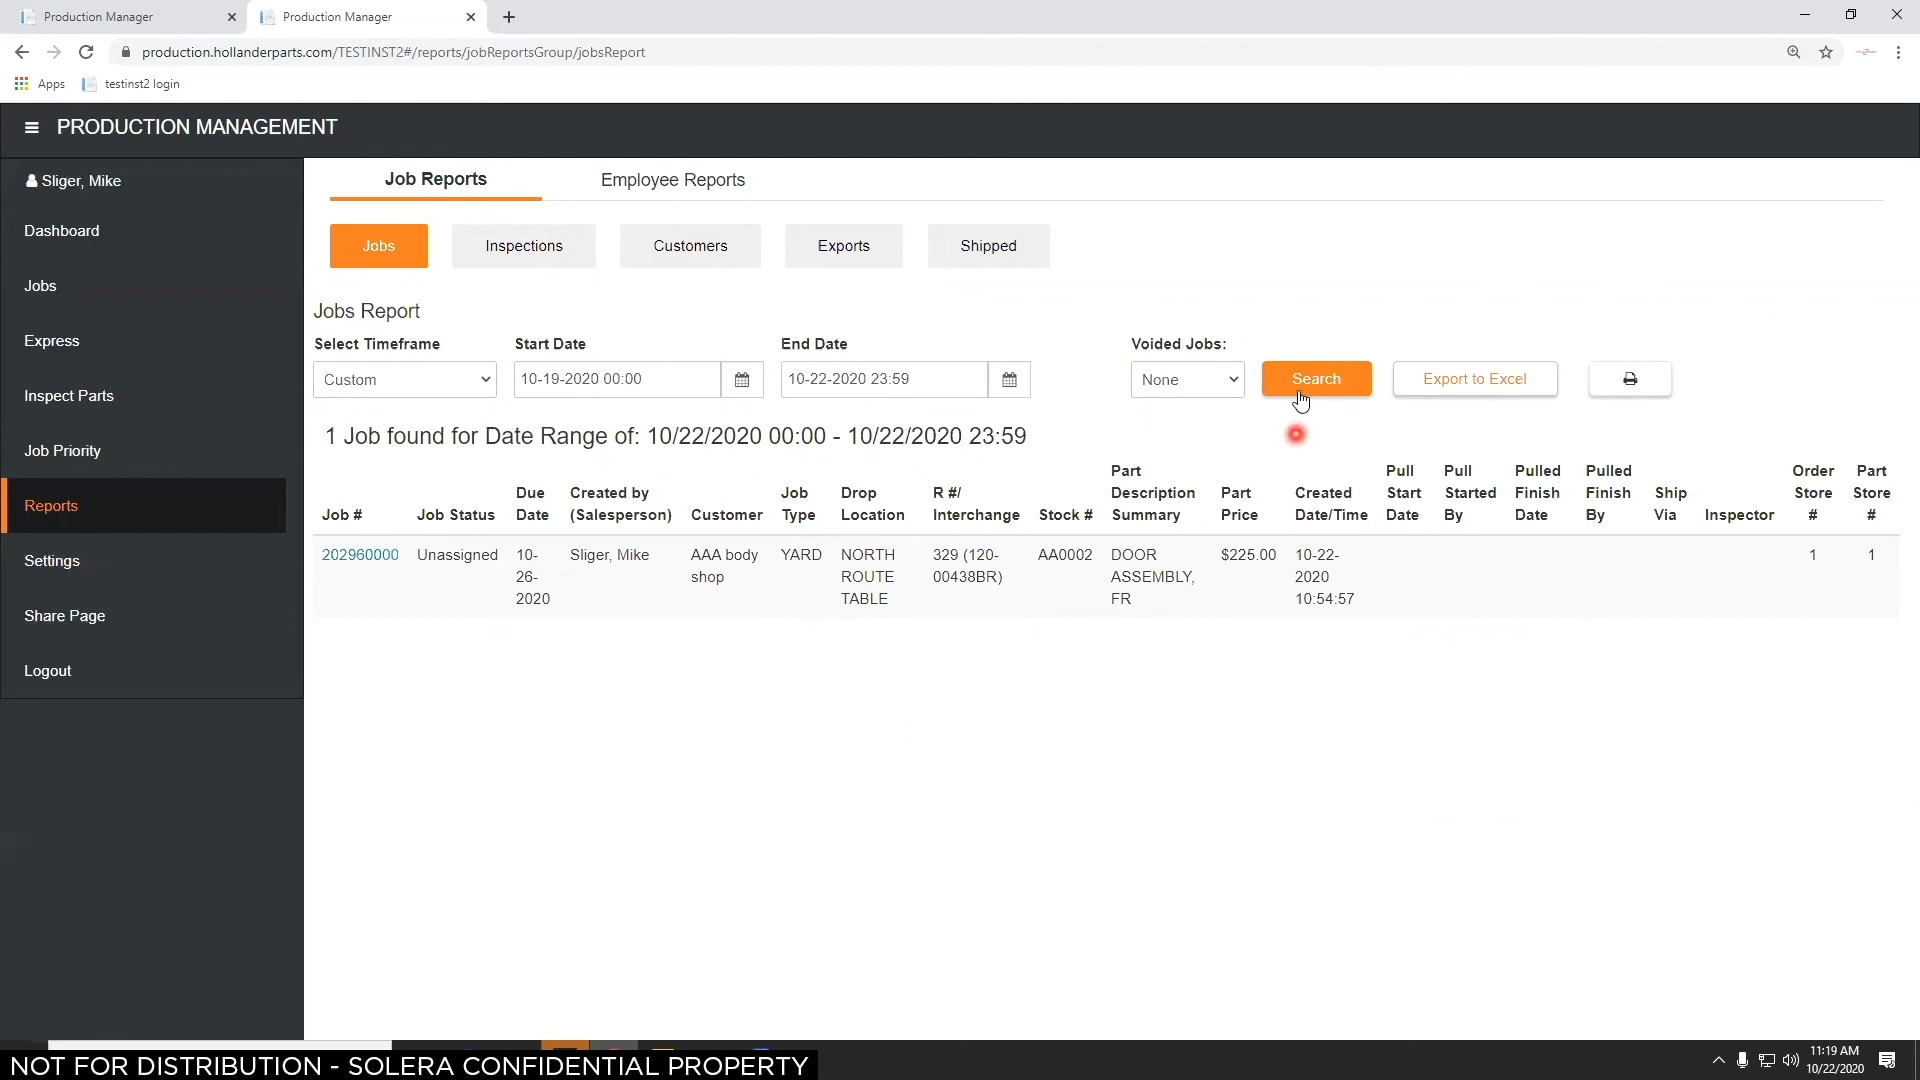 Production Manager
Production Manager
production.hollanderparts.com/TESTINST2#/reports/jobReportsGroup/jobsReport
Apps
testinst2 login
PRODUCTION MANAGEMENT
Sliger, Mike
Dashboard
Jobs
Express
Inspect Parts
Job Priority
Reports
Settings
Share Page
Logout
Job Reports
Employee Reports
Jobs
Inspections
Customers
Exports
Shipped
Jobs Report
Select Timeframe
Start Date
End Date
Voided Jobs:
Custom
10-19-2020 00:00
10-22-2020 23:59
None
Search
Export to Excel
1 Job found for Date Range of: 10/22/2020 00:00 - 10/22/2020 23:59
Job #
Job Status
Due
Date
Created by
(Salesperson)
Customer
Job
Type
Drop
Location
R #/
Interchange
Stock #
Part
Description
Summary
Part
Price
Created
Date/Time
Pull
Start
Date
Pull
Started
By
Pulled
Finish
Date
Pulled
Finish
By
Ship
Via
Inspector
Order
Store
#
Part
Store
#
202960000
Unassigned
10-
26-
2020
Sliger, Mike
AAA body
shop
YARD
NORTH
ROUTE
TABLE
329 (120-
00438BR)
AA0002
DOOR
ASSEMBLY,
FR
$225.00
10-22-
2020
10:54:57
1
1
NOT FOR DISTRIBUTION - SOLERA CONFIDENTIAL PROPERTY
11:19 AM
10/22/2020